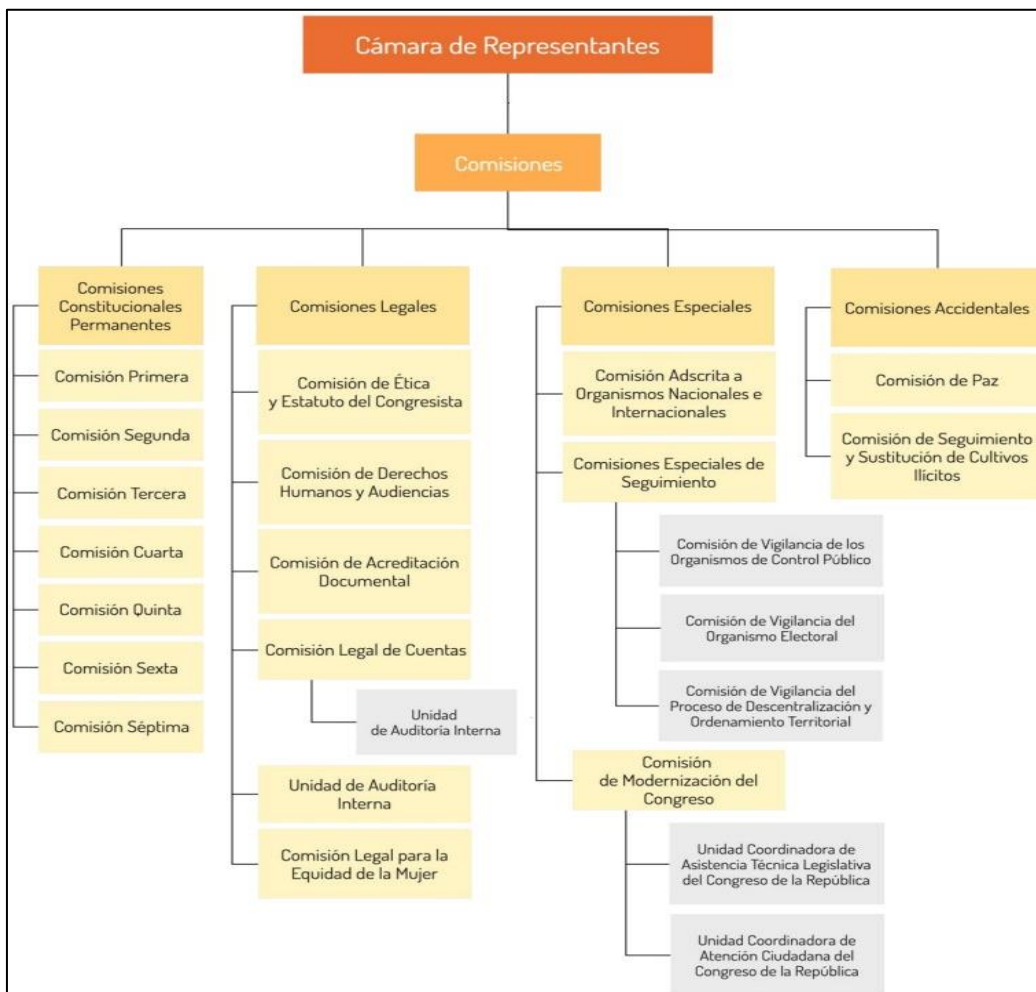 Cámara de Representantes
Comisiones
Comisiones
Constitucionales
Permanentes
Comisión Primera
Comisión Segunda
Comisión Tercera
Comisión Cuarta
Comisión Quinta
Comisión Sexta
Comisión Séptima
Comisiones Legales
Comisión de Ética
y Estatuto del Congresista
Comisión de Derechos
Humanos y Audiencias
Comisión de Acreditación
Documental
Comisión Legal de Cuentas
Unidad
de Auditoría Interna
Unidad de Auditoría
Interna
Comisión Legal para la
Equidad de la Mujer
Comisiones Especiales
Comisión Adscrita a
Organismos Nacionales e
Internacionales
Comisiones Especiales de
Seguimiento
Comisión de Vigilancia de los
Organismos de Control Público
Comisión de Vigilancia del
Organismo Electoral
Comisión de Vigilancia del
Proceso de Descentralización y
Ordenamiento Territorial
Comisión
de Modernización del
Congreso
Unidad Coordinadora de
Asistencia Técnica Legislativa
del Congreso de la República
Unidad Coordinadora de
Atención Ciudadana del
Congreso de la República
Comisiones Accidentales
Comisión de Paz
Comisión de Seguimiento
y Sustitución de Cultivos
Ilícitos